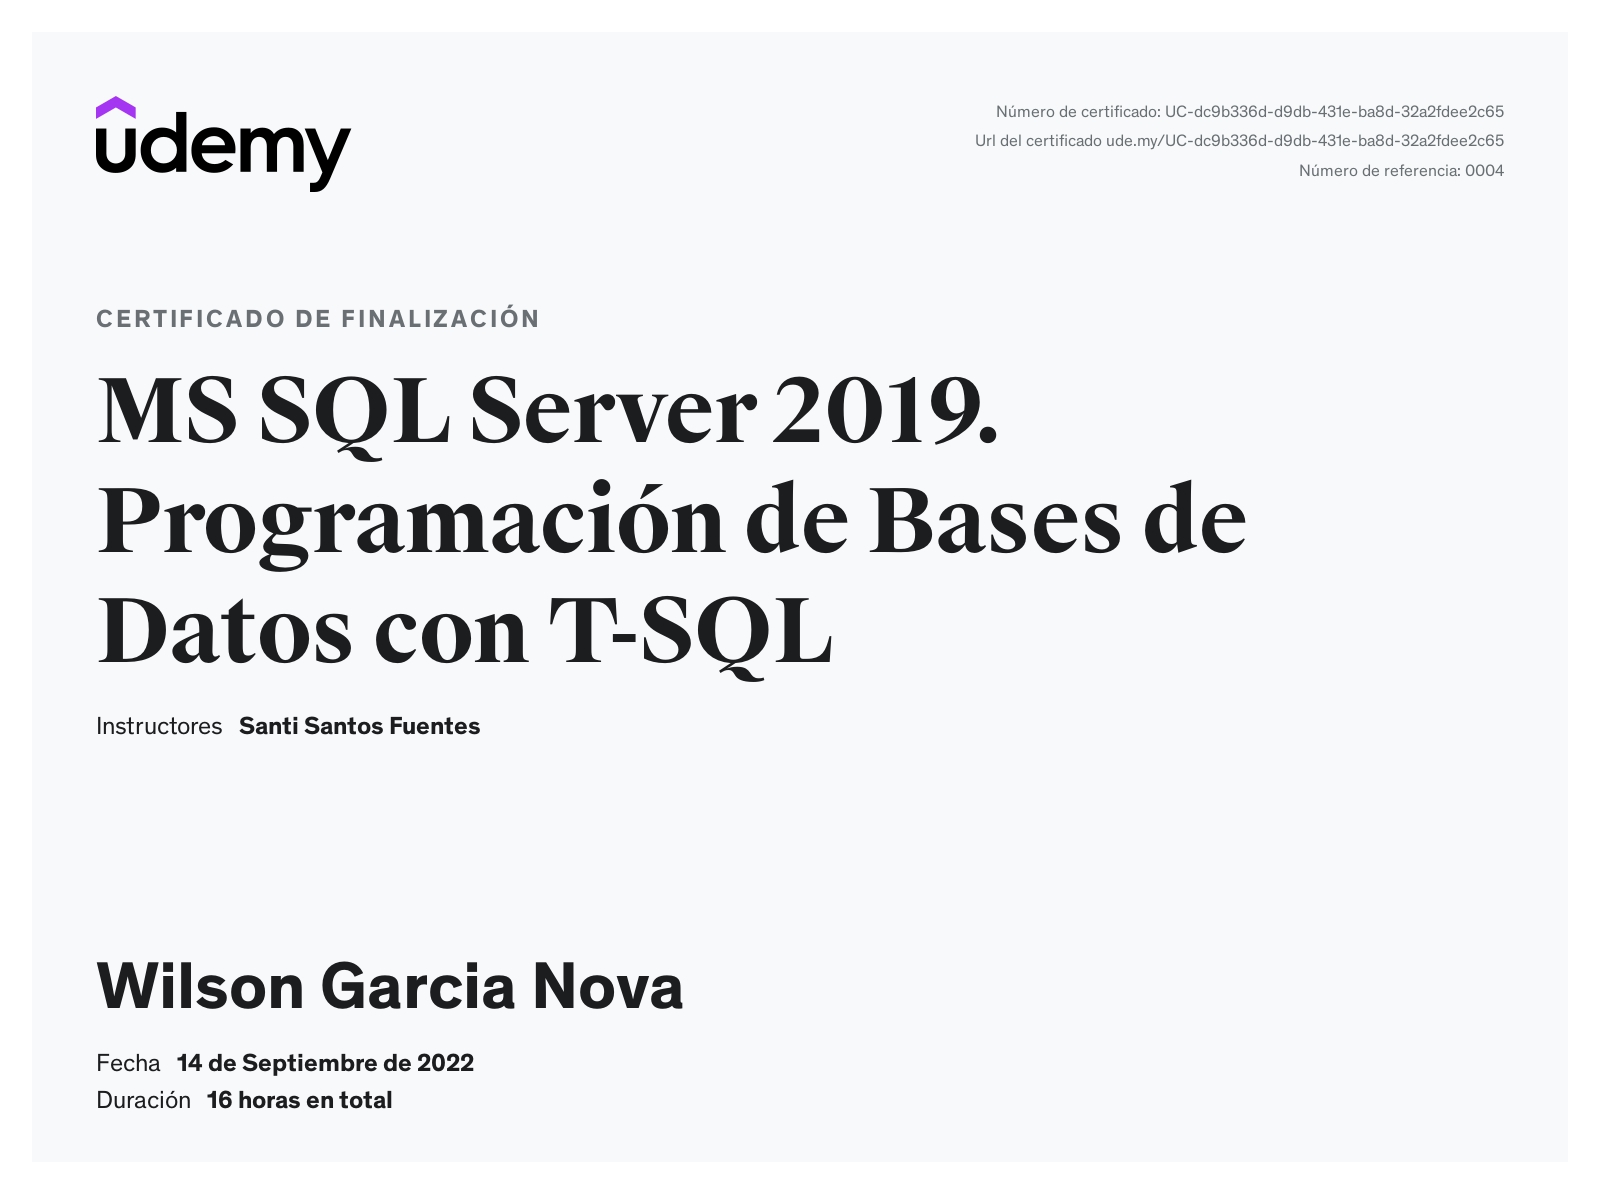 udemy
Número de certificado: UC-dc9b336d-d9db-431e-ba8d-32a2fdee2c65
Url del certificado ude.my/UC-dc9b336d-d9db-431e-ba8d-32a2fdee2c65
Número de referencia: 0004
CERTIFICADO DE FINALIZACIÓN
MS SQL Server 2019.
Programación de Bases de
Datos con T-SQL
Instructores Santi Santos Fuentes
Wilson Garcia Nova
Fecha 14 de Septiembre de 2022
Duración 16 horas en total